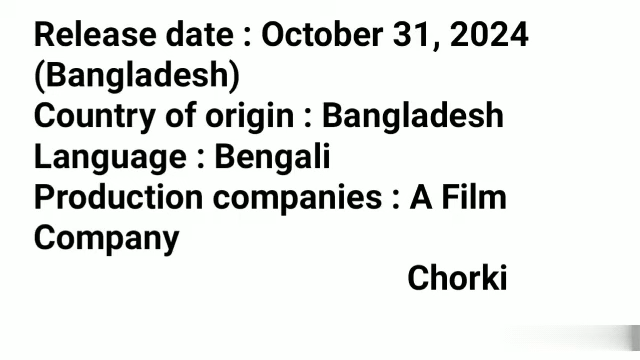 Release date : October 31, 2024
(Bangladesh)
Country of origin : Bangladesh
Language : Bengali
Production companies : A Film
Company
Chorki